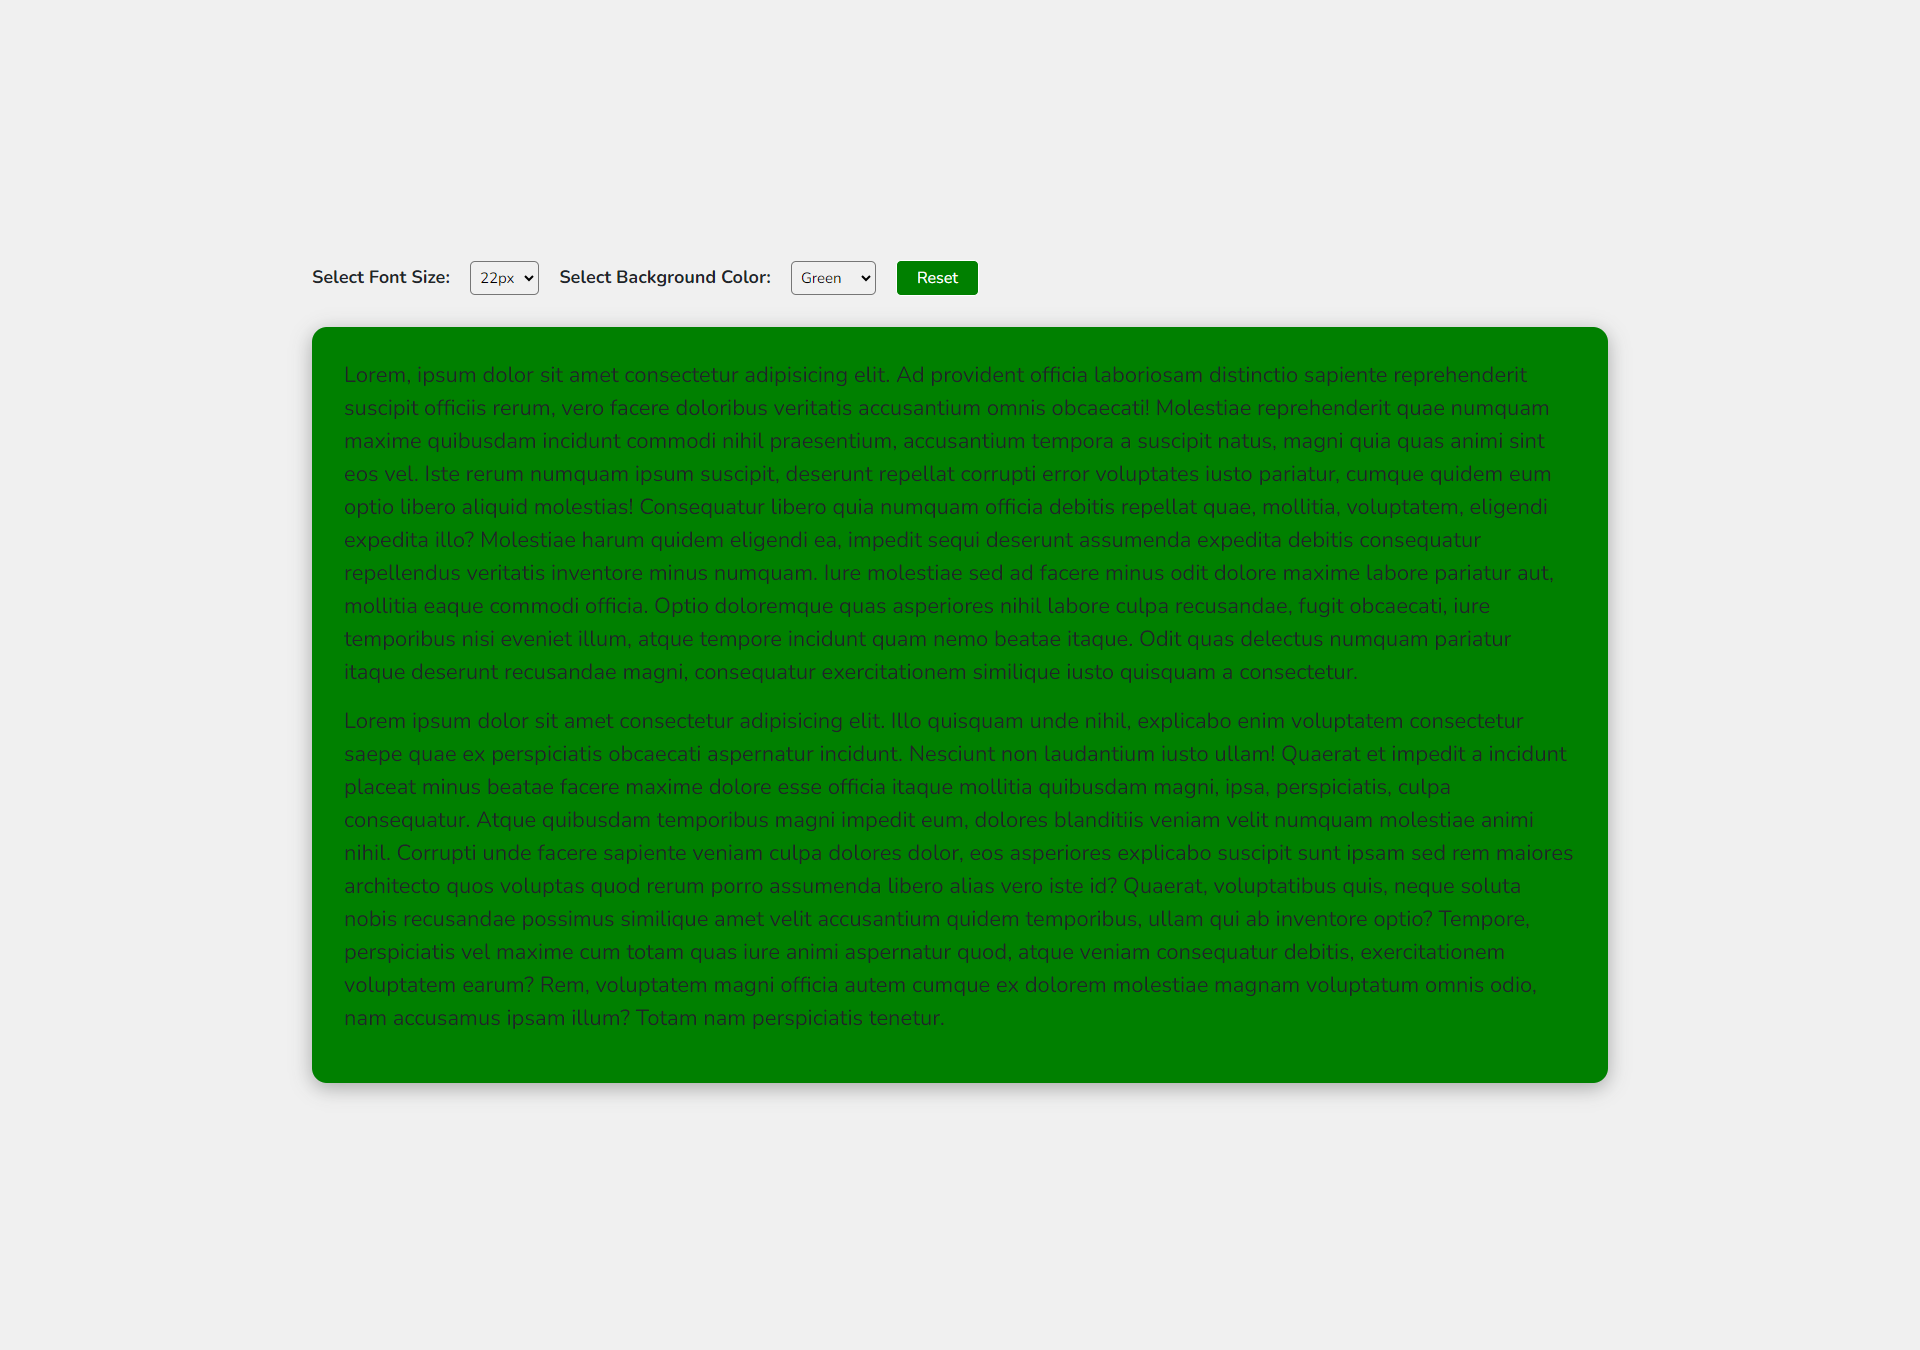 Select Font Size: 22px Select Background Color: Green Reset
Lorem, ipsum dolor sit amet consectetur adipisicing elit. Ad provident officia laboriosam distinctio sapiente reprehenderit
suscipit officiis rerum, vero facere doloribus veritatis accusantium omnis obcaecati! Molestiae reprehenderit quae numquam
maxime quibusdam incidunt commodi nihil praesentium, accusantium tempora a suscipit natus, magni quia quas animi sint
eos vel. Iste rerum numquam ipsum suscipit, deserunt repellat corrupti error voluptates iusto pariatur, cumque quidem eum
optio libero aliquid molestias! Consequatur libero quia numquam officia debitis repellat quae, mollitia, voluptatem, eligendi
expedita illo? Molestiae harum quidem eligendi ea, impedit sequi deserunt assumenda expedita debitis consequatur
repellendus veritatis inventore minus numquam. Iure molestiae sed ad facere minus odit dolore maxime labore pariatur aut,
mollitia eaque commodi officia. Optio doloremque quas asperiores nihil labore culpa recusandae, fugit obcaecati, iure
temporibus nisi eveniet illum, atque tempore incidunt quam nemo beatae itaque. Odit quas delectus numquam pariatur
itaque deserunt recusandae magni, consequatur exercitationem similique iusto quisquam a consectetur.
Lorem ipsum dolor sit amet consectetur adipisicing elit. Illo quisquam unde nihil, explicabo enim voluptatem consectetur
saepe quae ex perspiciatis obcaecati aspernatur incidunt. Nesciunt non laudantium iusto ullam! Quaerat et impedit a incidunt
placeat minus beatae facere maxime dolore esse officia itaque mollitia quibusdam magni, ipsa, perspiciatis, culpa
consequatur. Atque quibusdam temporibus magni impedit eum, dolores blanditiis veniam velit numquam molestiae animi
nihil. Corrupti unde facere sapiente veniam culpa dolores dolor, eos asperiores explicabo suscipit sunt ipsam sed rem maiores
architecto quos voluptas quod rerum porro assumenda libero alias vero iste id? Quaerat, voluptatibus quis, neque soluta
nobis recusandae possimus similique amet velit accusantium quidem temporibus, ullam qui ab inventore optio? Tempore,
perspiciatis vel maxime cum totam quas iure animi aspernatur quod, atque veniam consequatur debitis, exercitationem
voluptatem earum? Rem, voluptatem magni officia autem cumque ex dolorem molestiae magnam voluptatum omnis odio,
nam accusamus ipsam illum? Totam nam perspiciatis tenetur.